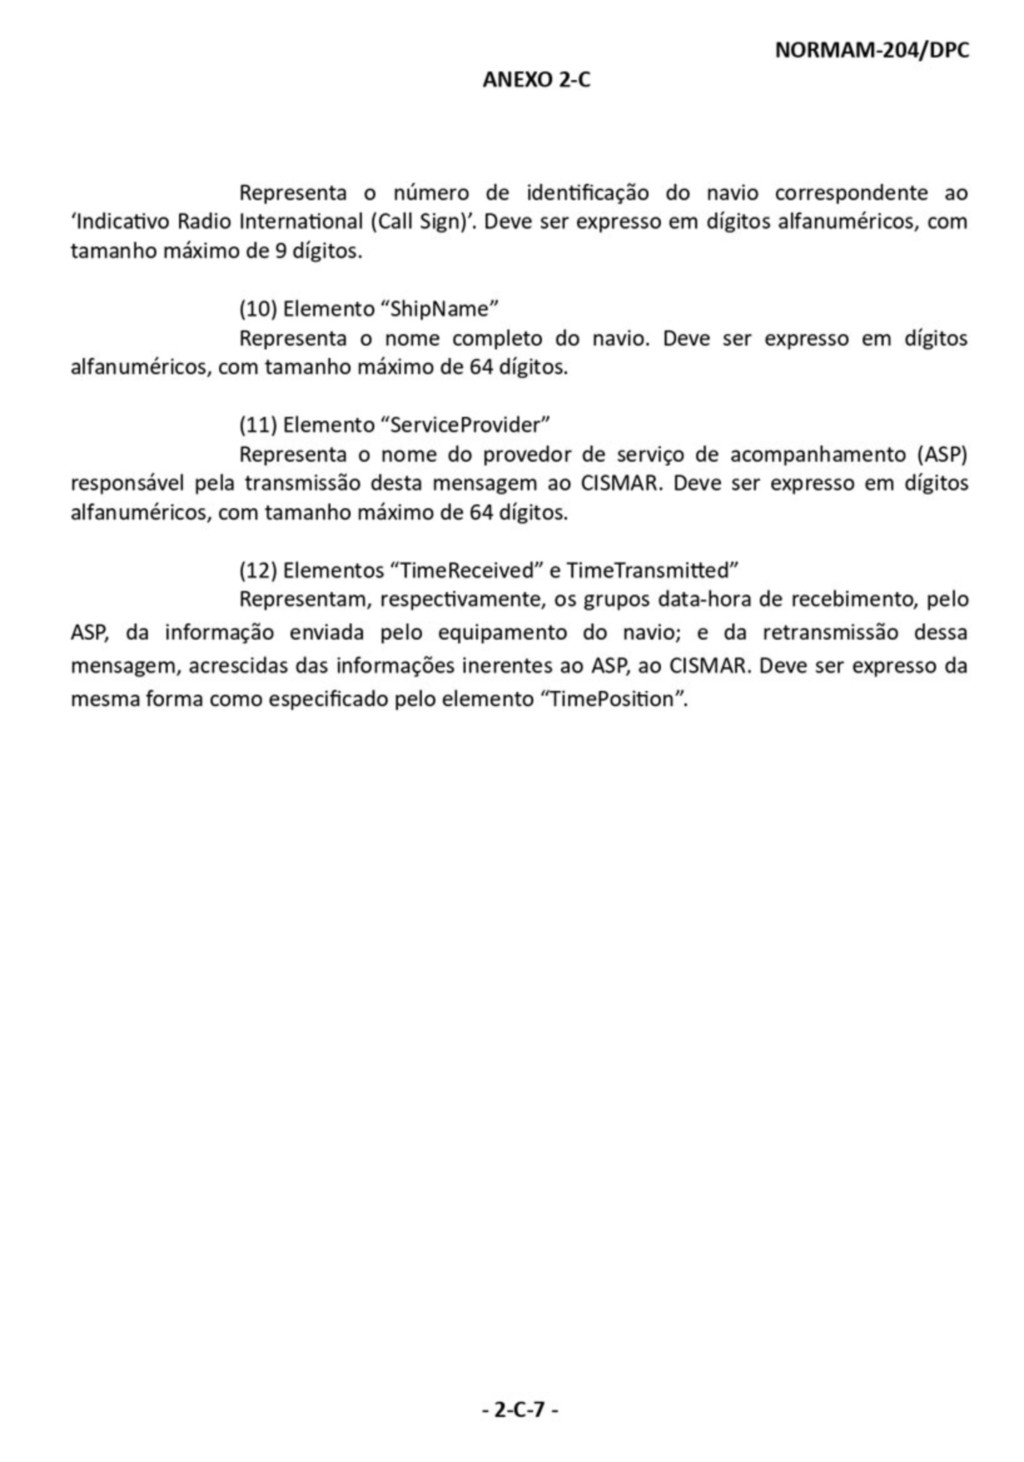 NORMAM-204/DPC
ANEXO 2-C
Representa o número de identificação do navio correspondente ao
‘Indicativo Radio International (Call Sign)’. Deve ser expresso em dígitos alfanuméricos, com
tamanho máximo de 9 dígitos.
(10) Elemento “ShipName”
Representa o nome completo do navio. Deve ser expresso em dígitos
alfanuméricos, com tamanho máximo de 64 dígitos.
(11) Elemento “ServiceProvider”
Representa o nome do provedor de serviço de acompanhamento (ASP)
responsável pela transmissão desta mensagem ao CISMAR. Deve ser expresso em dígitos
alfanuméricos, com tamanho máximo de 64 dígitos.
(12) Elementos “TimeReceived” e TimeTransmitted”
Representam, respectivamente, os grupos data-hora de recebimento, pelo
ASP, da informação enviada pelo equipamento do navio; e da retransmissão dessa
mensagem, acrescidas das informações inerentes ao ASP, ao CISMAR. Deve ser expresso da
mesma forma como especificado pelo elemento “TimePosition”.
- 2-C-7 -